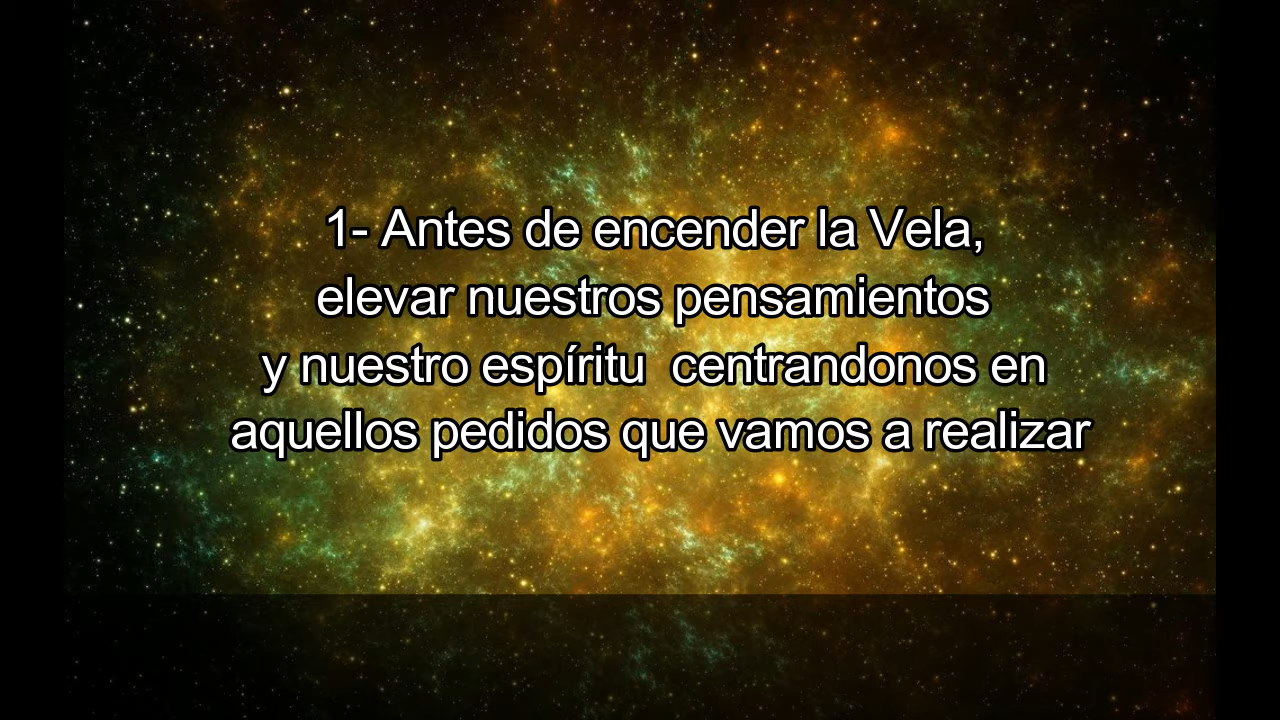 1- Antes de encender la Vela,
elevar nuestros pensamientos
y nuestro espíritu  centrandonos en
aquellos pedidos que vamos a realizar